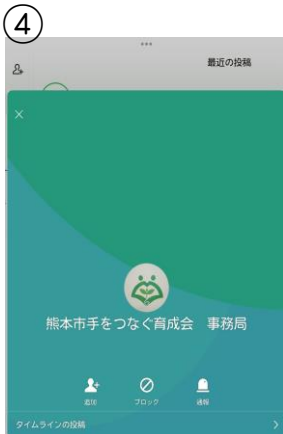 ④
最近の投稿
熊本市手をつなぐ育成会　事務局
追加 ブロック 通報
タイムラインの投稿